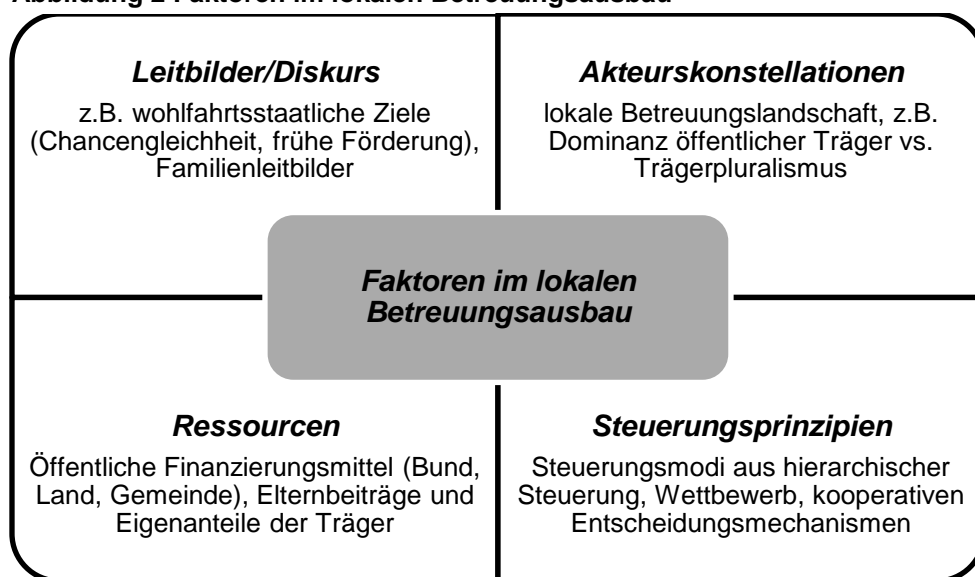 Abbildung 2 Faktoren im lokalen Betreuungsausbau
Leitbilder/Diskurs
z.B. wohlfahrtsstaatliche Ziele
(Chancengleichheit, frühe Förderung),
Familienleitbilder
Akteurskonstellationen
lokale Betreuungslandschaft, z.B.
Dominanz öffentlicher Träger vs.
Trägerpluralismus
Faktoren im lokalen
Betreuungsausbau
Ressourcen
Öffentliche Finanzierungsmittel (Bund,
Land, Gemeinde), Elternbeiträge und
Eigenanteile der Träger
Steuerungsprinzipien
Steuerungsmodi aus hierarchischer
Steuerung, Wettbewerb, kooperativen
Entscheidungsmechanismen